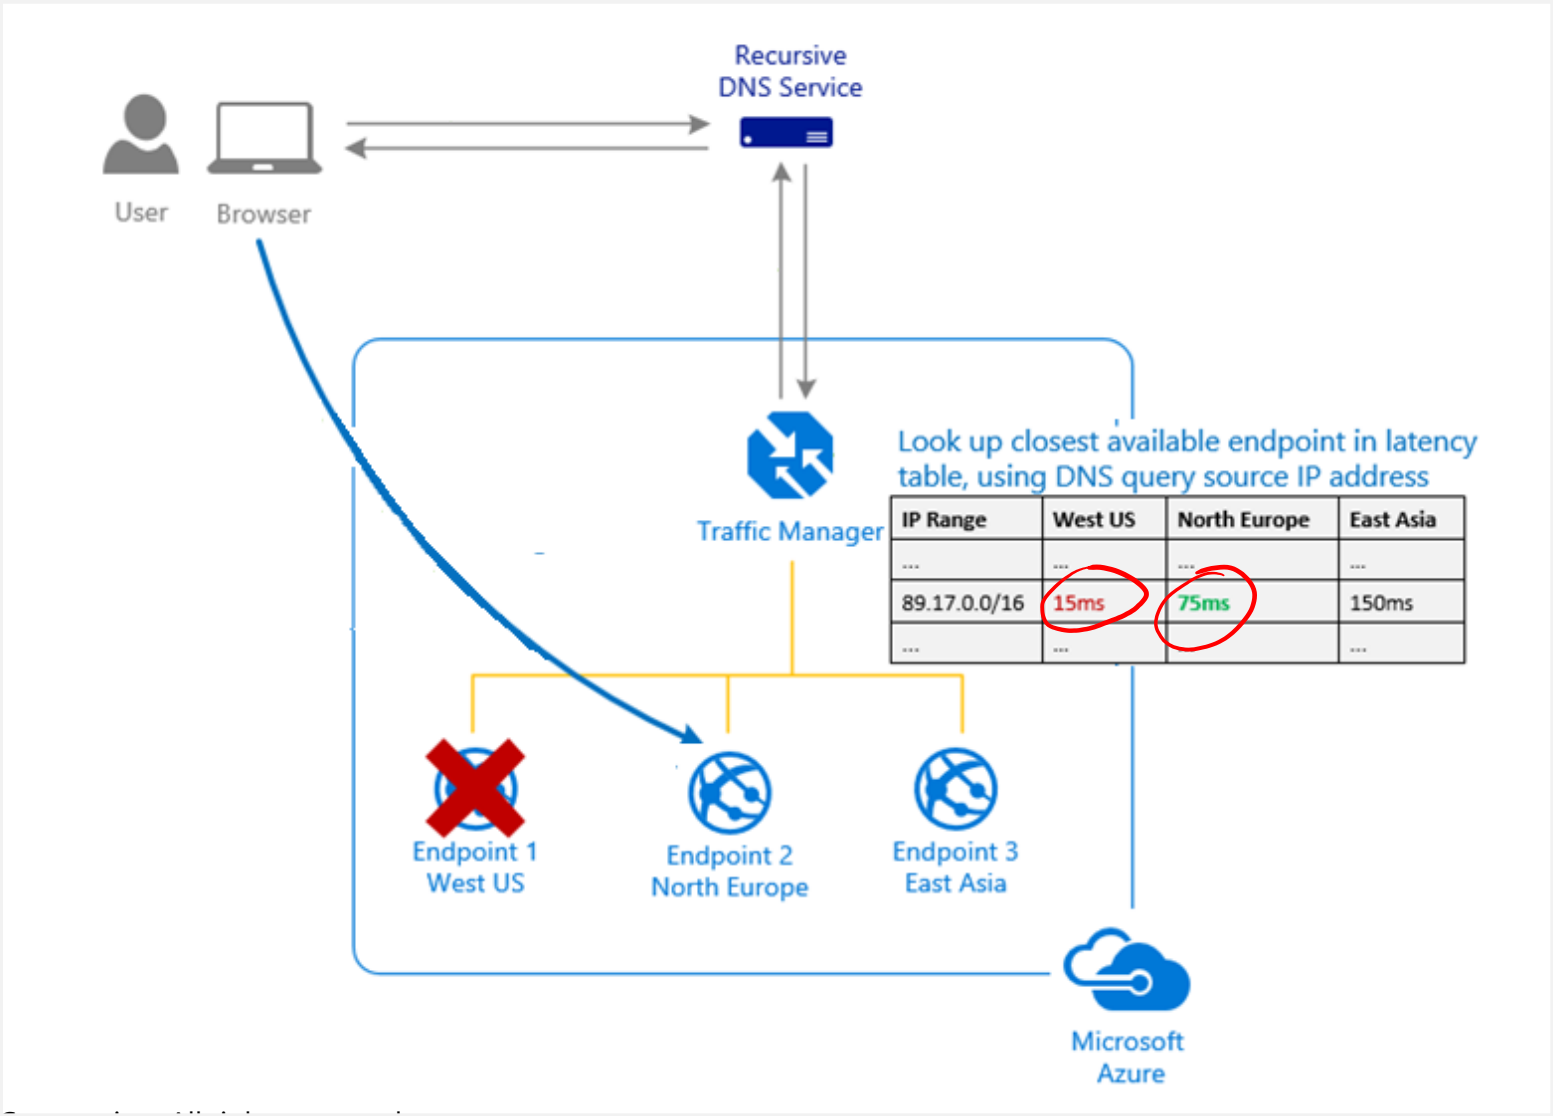 Recursive
DNS Service
User
Browser
Look up closest available endpoint in latency
table, using DNS query source IP address
Traffic Manager
IP Range West US North Europe East Asia
... ... ... ...
89.17.0.0/16 15ms 75ms 150ms
... ... ...
Endpoint 1
West US
Endpoint 2
North Europe
Endpoint 3
East Asia
Microsoft
Azure